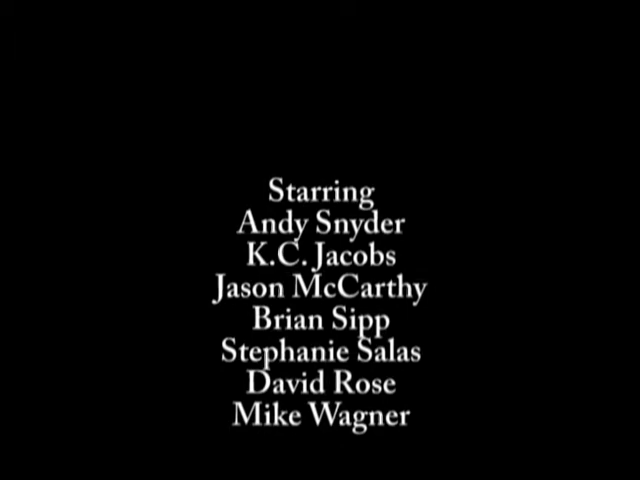 Starring
Andy Snyder
K.C. Jacobs
Jason McCarthy
Brian Sipp
Stephanie Salas
David Rose
Mike Wagner